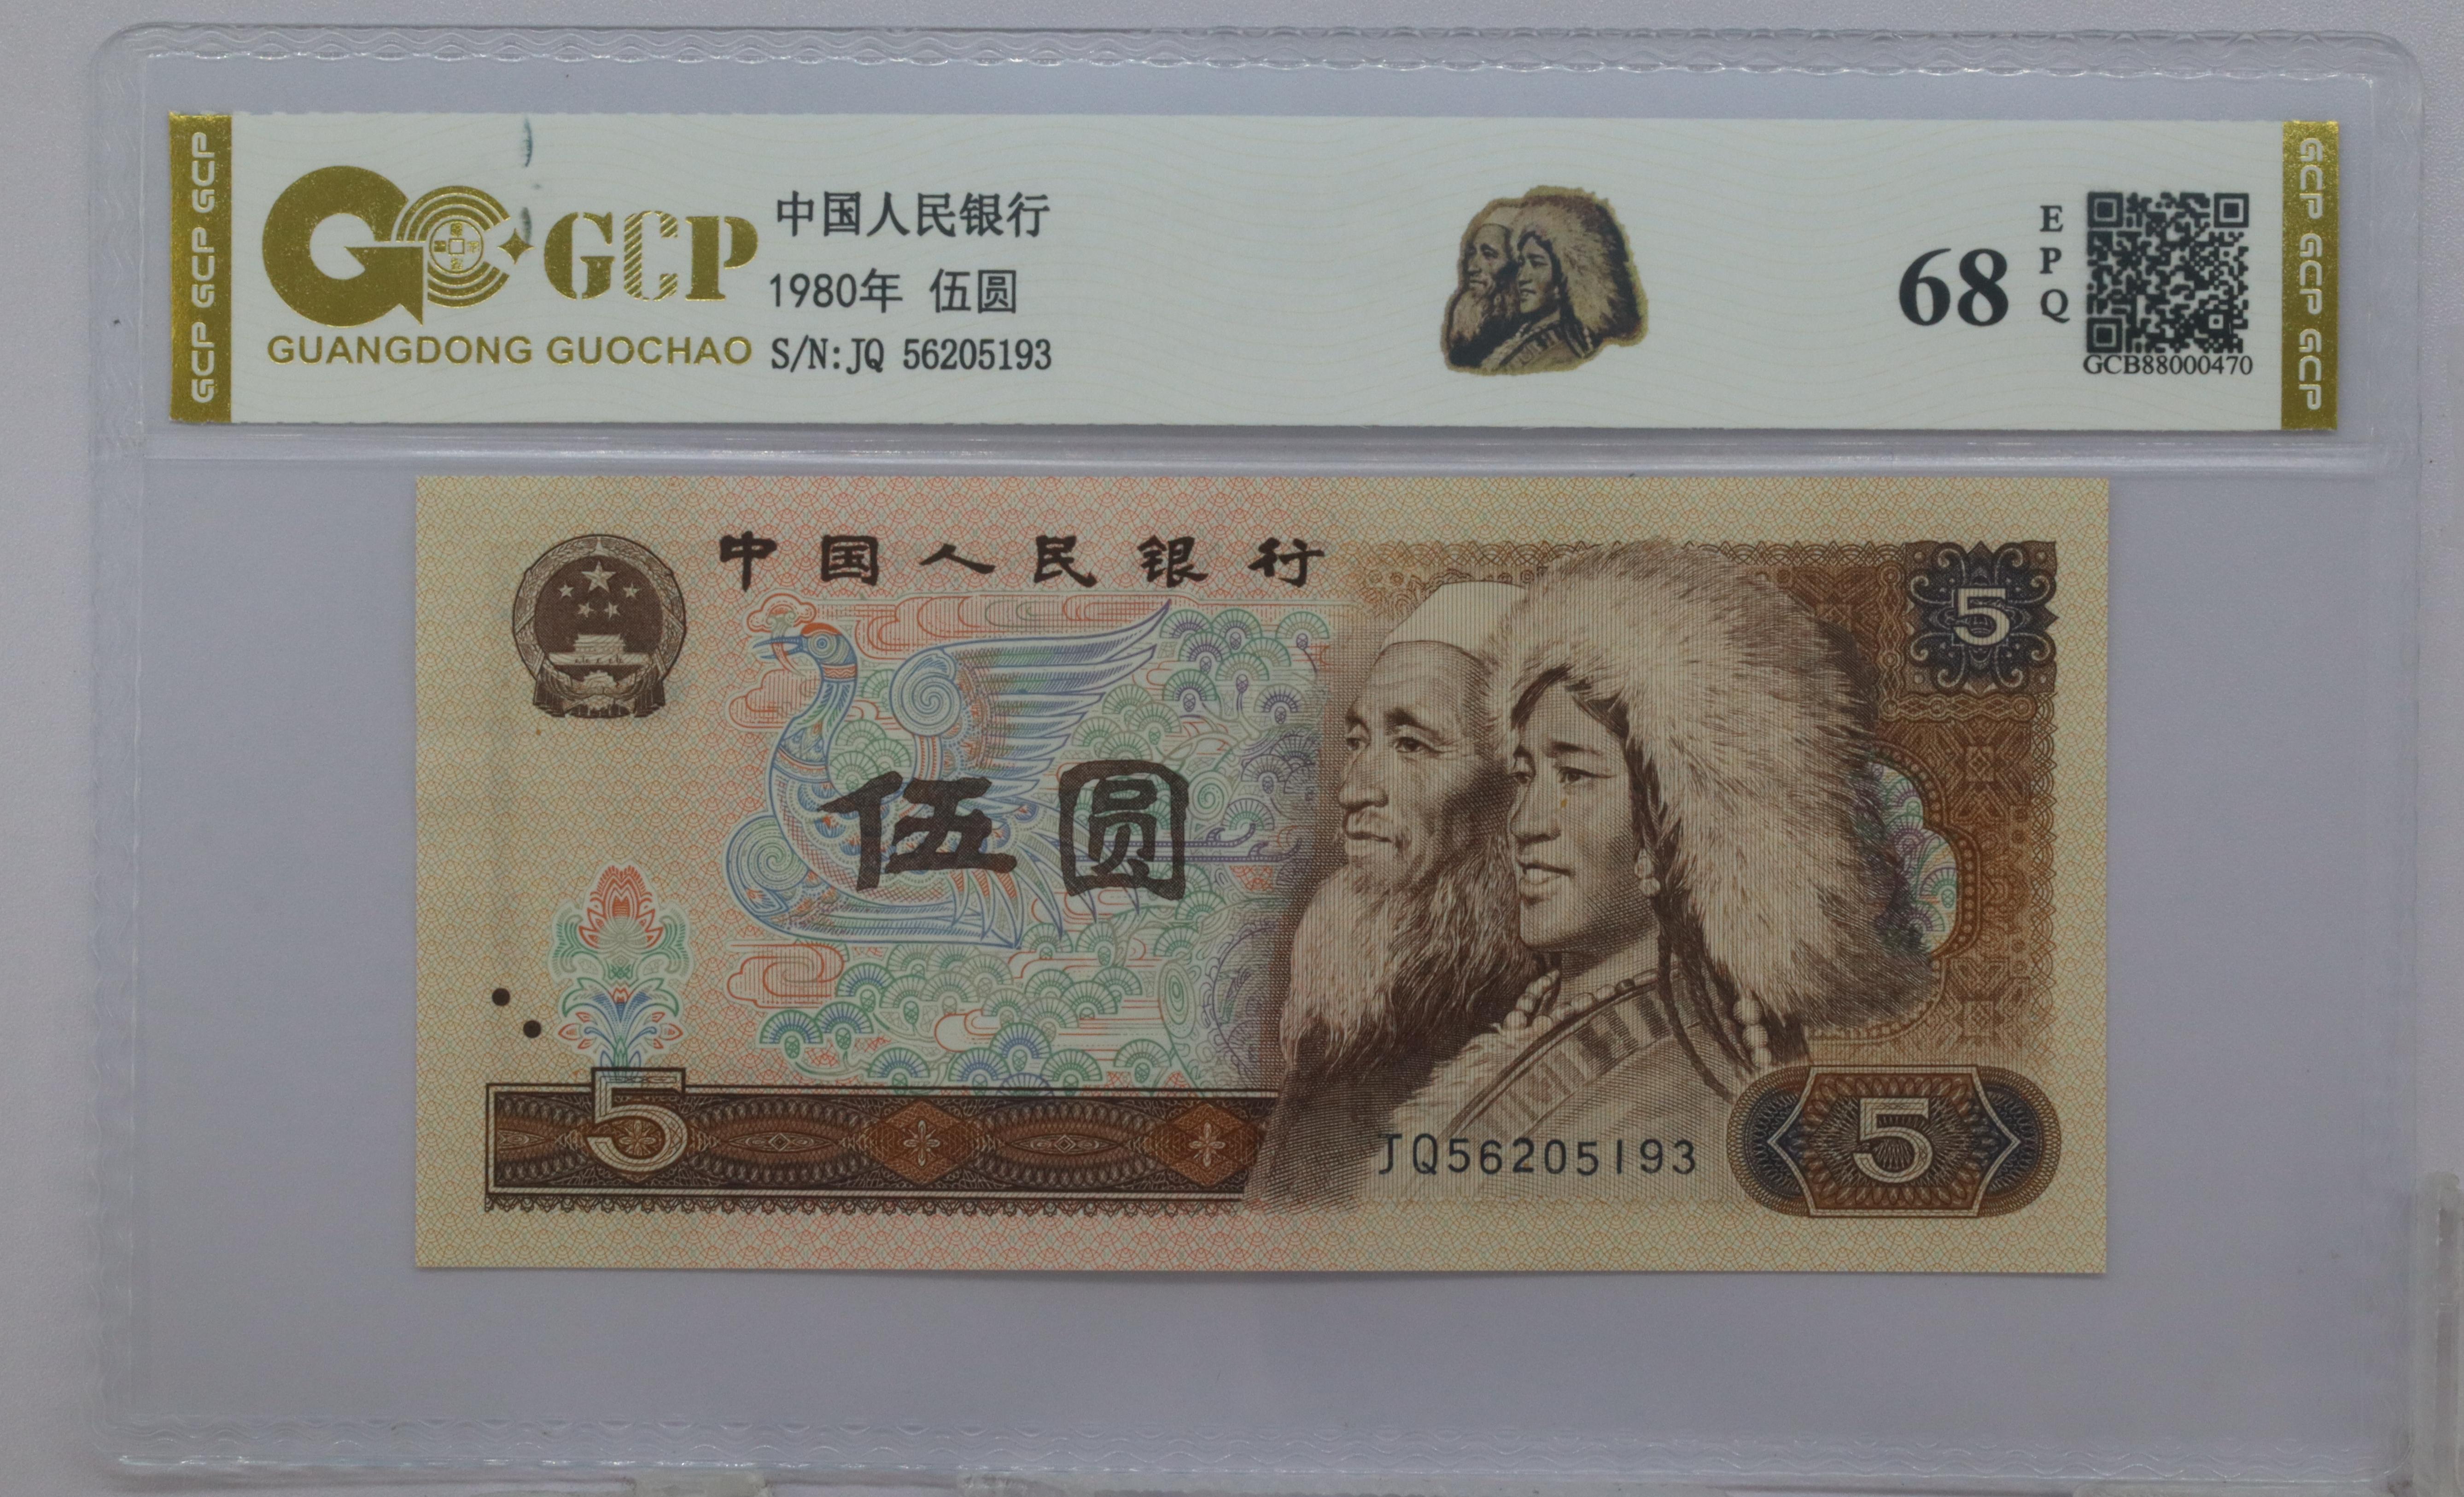 GCP GCP GCP
GCP
GUANGDONG GUOCHAO
中国人民银行
1980年 伍圆
S/N:JQ 56205193
68
EPQ
GCB88000470
GCP GCP GCP
中国人民银行
5
伍圆
5
JQ56205193
5